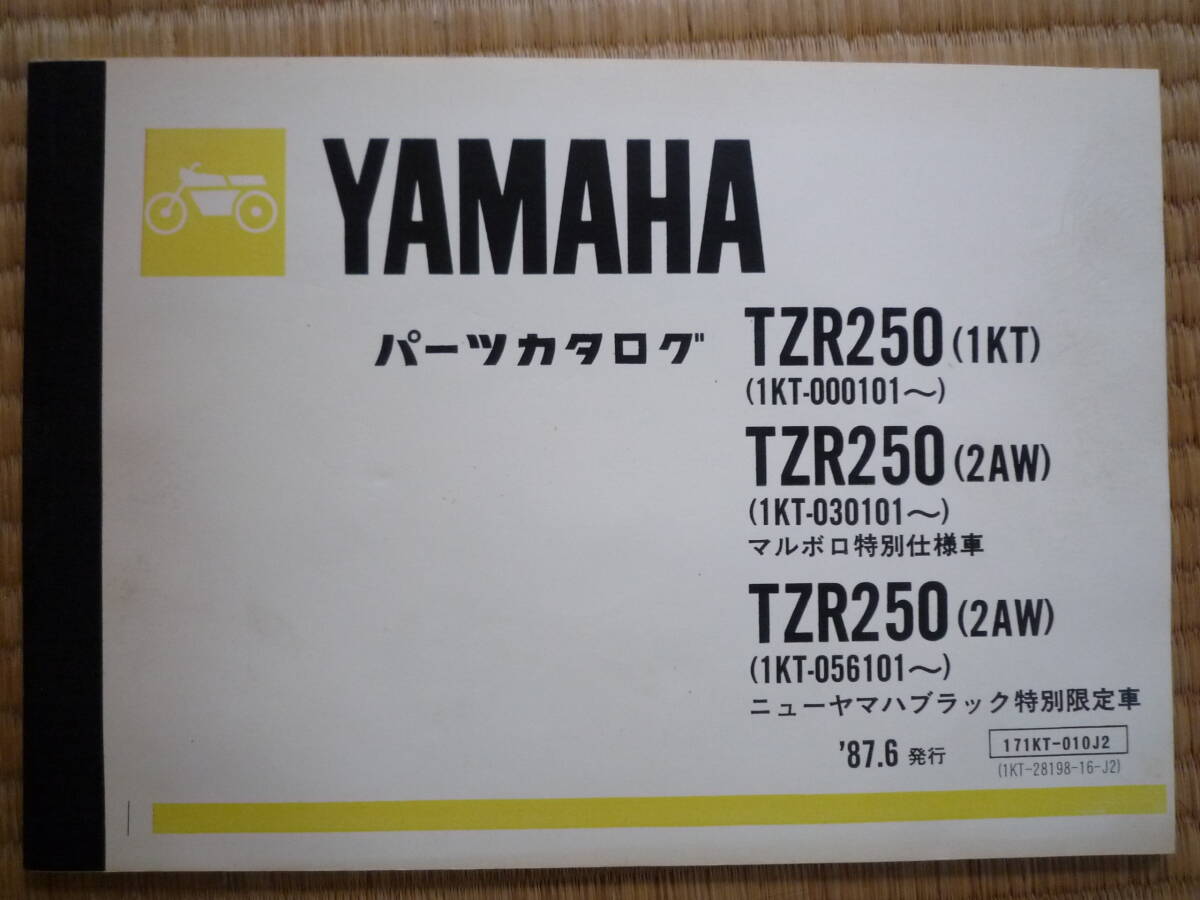 YAMAHA
パーツカタログ TZR250 (1KT)
(1KT-000101～)
TZR250 (2AW)
(1KT-030101～)
マルボロ特別仕様車
TZR250 (2AW)
(1KT-056101～)
ニューヤマハブラック特別限定車
'87.6 発行 171KT-010J2
(1KT-28198-16-J2)